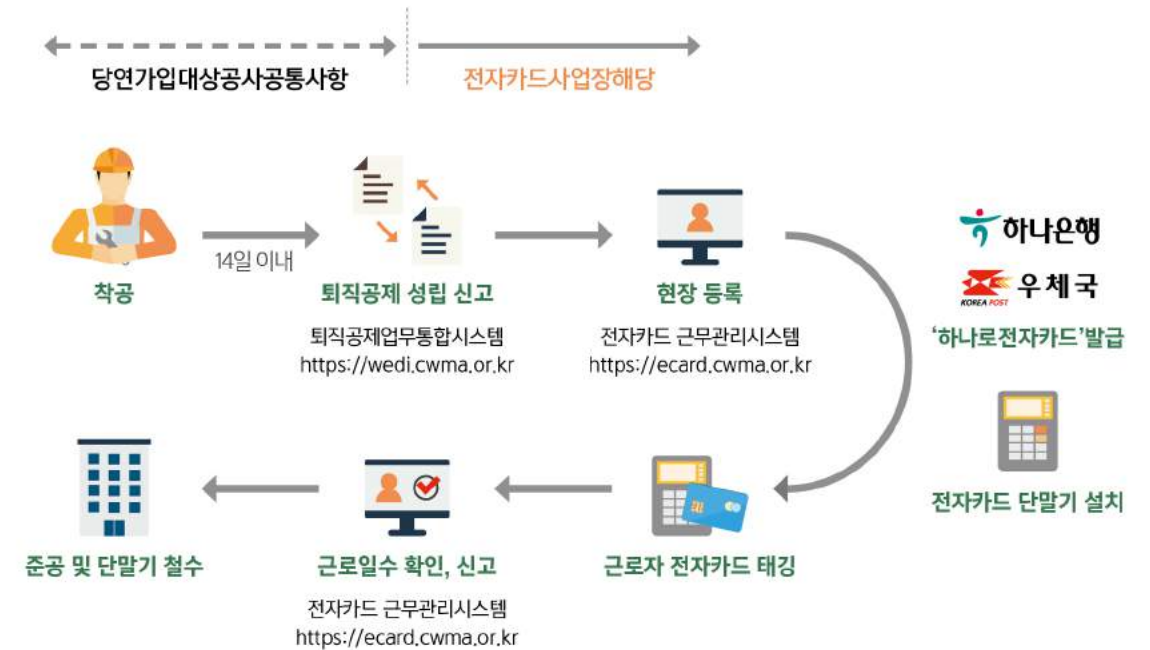 당연가입대상공사공통사항
전자카드사업장해당
착공
14일 이내
퇴직공제 성립 신고
퇴직공제업무통합시스템
https://wedi.cwma.or.kr
현장 등록
전자카드 근무관리시스템
https://ecard.cwma.or.kr
하나은행
KOREA POST 우체국
‘하나로전자카드’발급
전자카드 단말기 설치
근로자 전자카드 태깅
근로일수 확인, 신고
전자카드 근무관리시스템
https://ecard.cwma.or.kr
준공 및 단말기 철수